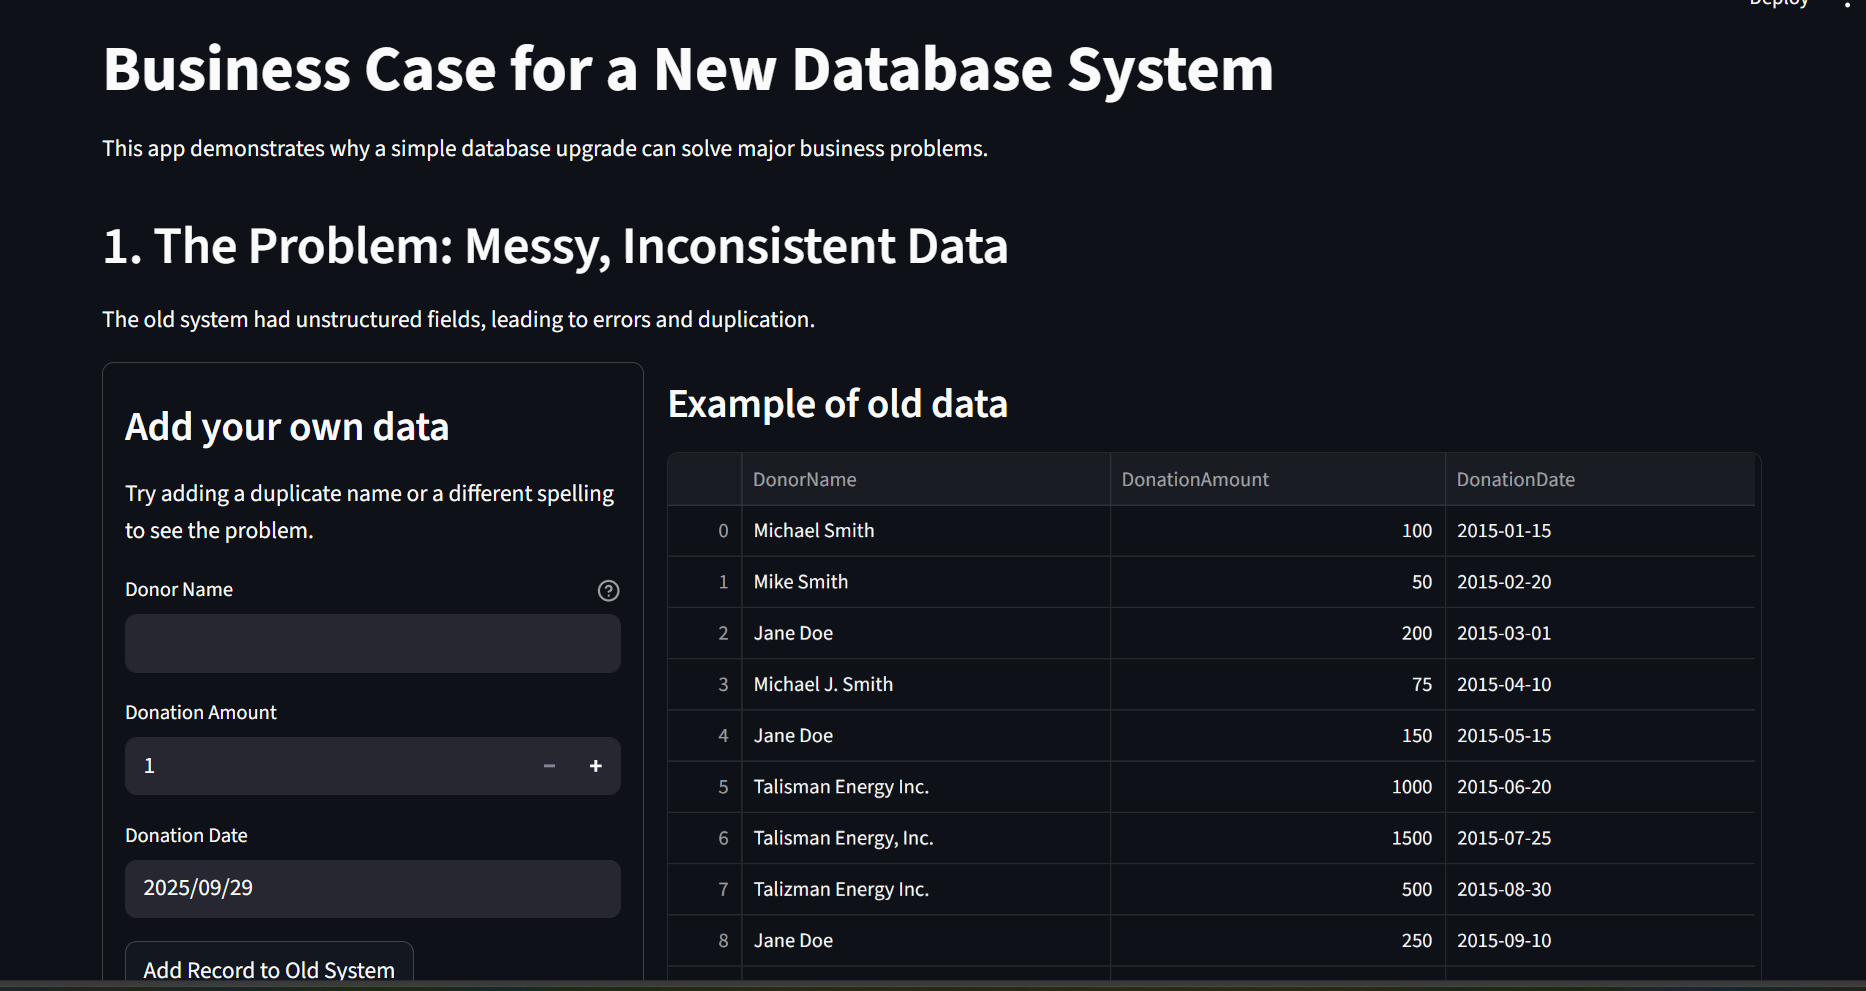 Deploy
Business Case for a New Database System
This app demonstrates why a simple database upgrade can solve major business problems.
1. The Problem: Messy, Inconsistent Data
The old system had unstructured fields, leading to errors and duplication.
Add your own data
Try adding a duplicate name or a different spelling
to see the problem.
Donor Name
Donation Amount
1
Donation Date
2025/09/29
Add Record to Old System
Example of old data
DonorName DonationAmount DonationDate
0 Michael Smith 100 2015-01-15
1 Mike Smith 50 2015-02-20
2 Jane Doe 200 2015-03-01
3 Michael J. Smith 75 2015-04-10
4 Jane Doe 150 2015-05-15
5 Talisman Energy Inc. 1000 2015-06-20
6 Talisman Energy, Inc. 1500 2015-07-25
7 Talizman Energy Inc. 500 2015-08-30
8 Jane Doe 250 2015-09-10